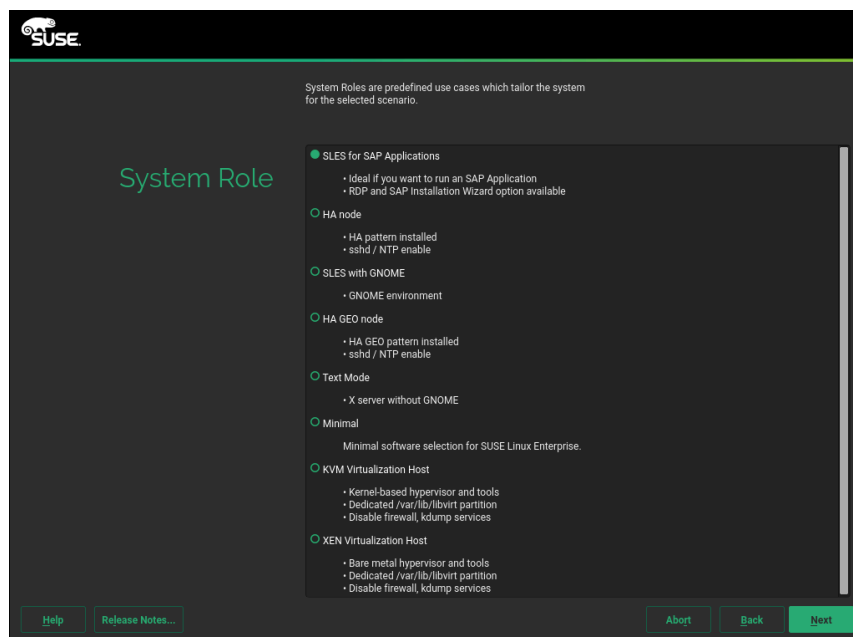 SUSE.
System Roles are predefined use cases which tailor the system
for the selected scenario.
System Role
SLES for SAP Applications
• Ideal if you want to run an SAP Application
• RDP and SAP Installation Wizard option available
HA node
• HA pattern installed
• sshd / NTP enable
SLES with GNOME
• GNOME environment
HA GEO node
• HA GEO pattern installed
• sshd / NTP enable
Text Mode
• X server without GNOME
Minimal
Minimal software selection for SUSE Linux Enterprise.
KVM Virtualization Host
• Kernel-based hypervisor and tools
• Dedicated /var/lib/libvirt partition
• Disable firewall, kdump services
XEN Virtualization Host
• Bare metal hypervisor and tools
• Dedicated /var/lib/libvirt partition
• Disable firewall, kdump services
Help Release Notes... Abort Back Next